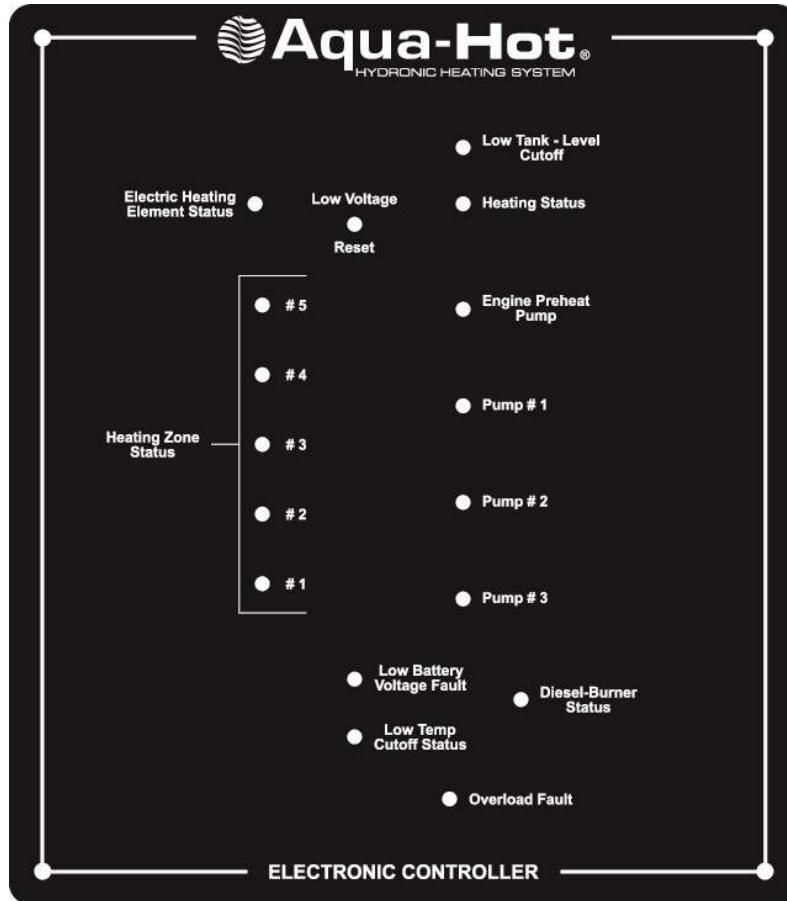 Aqua-Hot®
HYDRONIC HEATING SYSTEM
Low Tank - Level
Cutoff
Electric Heating
Element Status
Low Voltage
Reset
Heating Status
# 5
# 4
# 3
# 2
# 1
Heating Zone
Status
Engine Preheat
Pump
Pump # 1
Pump # 2
Pump # 3
Low Battery
Voltage Fault
Diesel-Burner
Status
Low Temp
Cutoff Status
Overload Fault
ELECTRONIC CONTROLLER